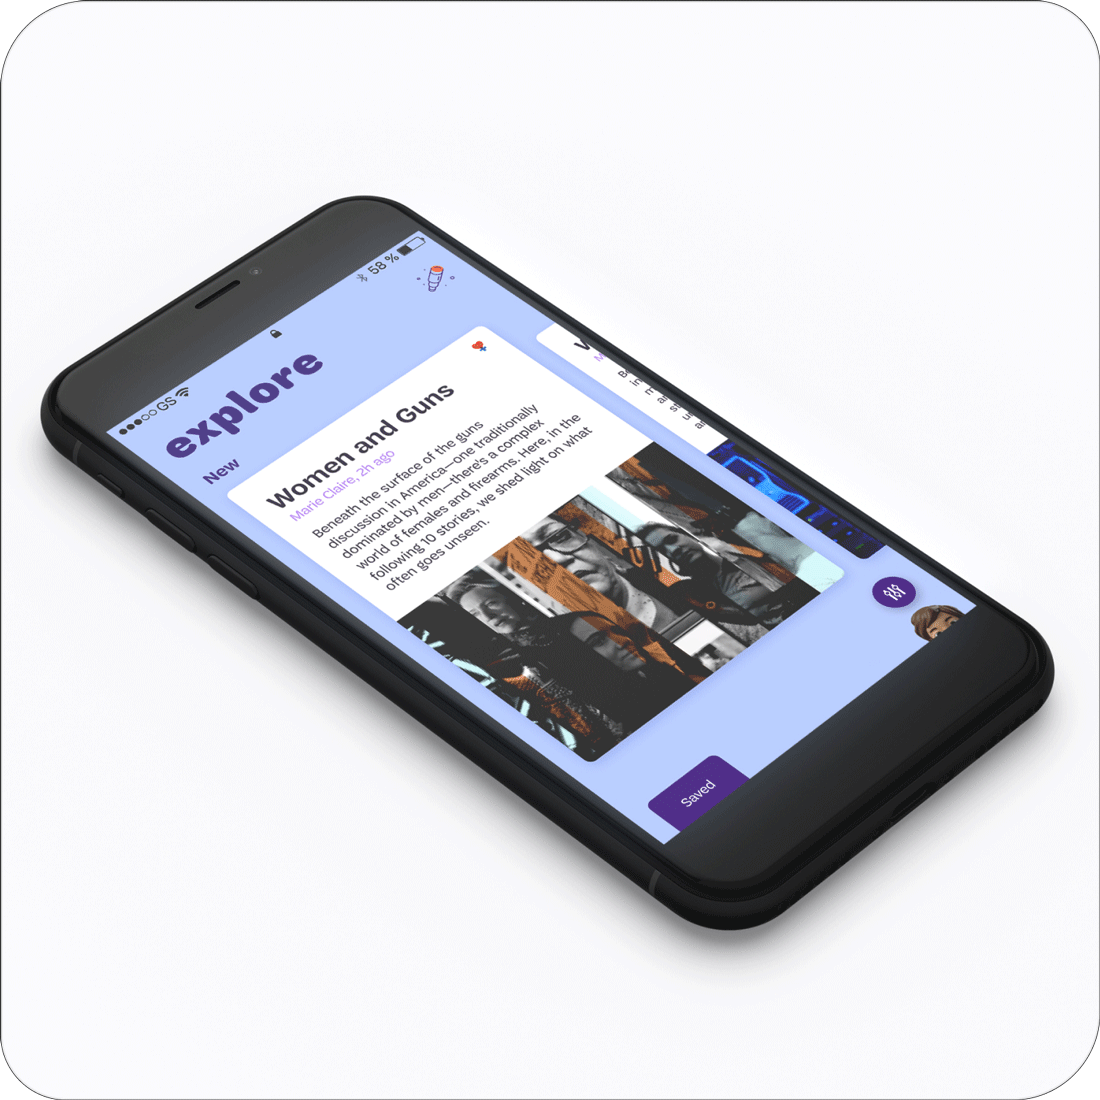 GS
58 %
explore
New
Women and Guns
Marie Claire, 2h ago
Beneath the surface of the guns
discussion in America—one traditionally
dominated by men—there's a complex
world of females and firearms. Here, in the
following 10 stories, we shed light on what
often goes unseen.
Saved